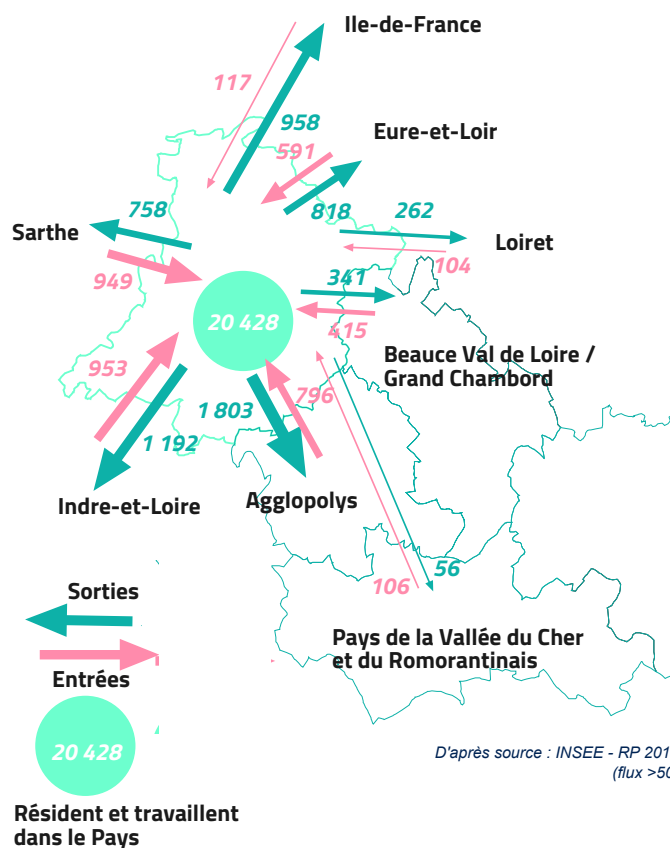 Ile-de-France
117
958
Eure-et-Loir
591
818
262
758
Sarthe
Loiret
104
949
341
20 428
415
Beauce Val de Loire /
Grand Chambord
953
796
1 803
1 192
Indre-et-Loire
Agglopolys
56
106
Sorties
Pays de la Vallée du Cher
et du Romorantinais
Entrées
20 428
D'après source : INSEE - RP 201
(flux >50
Résident et travaillent
dans le Pays